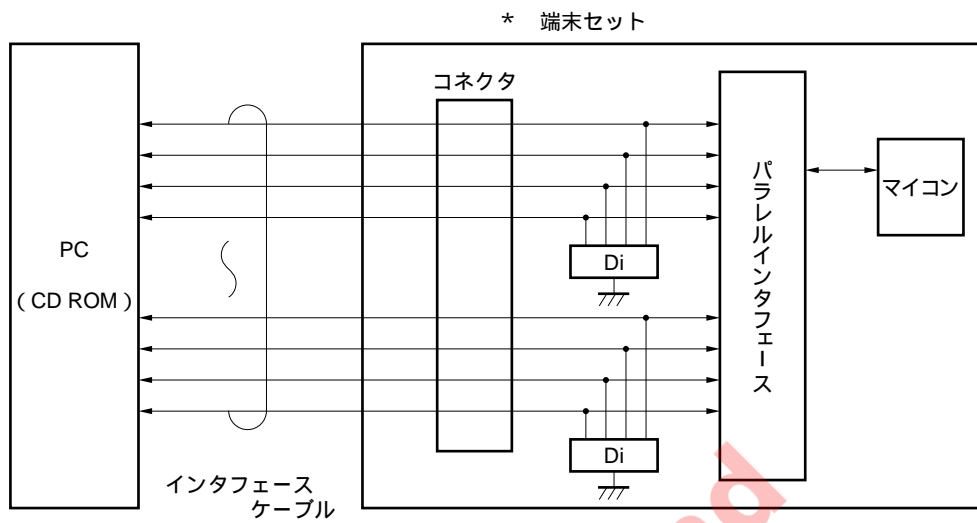 * 端末セット
コネクタ
PC
( CD ROM )
Di
Di
パラレルインタフェース
マイコン
インタフェース
ケーブル